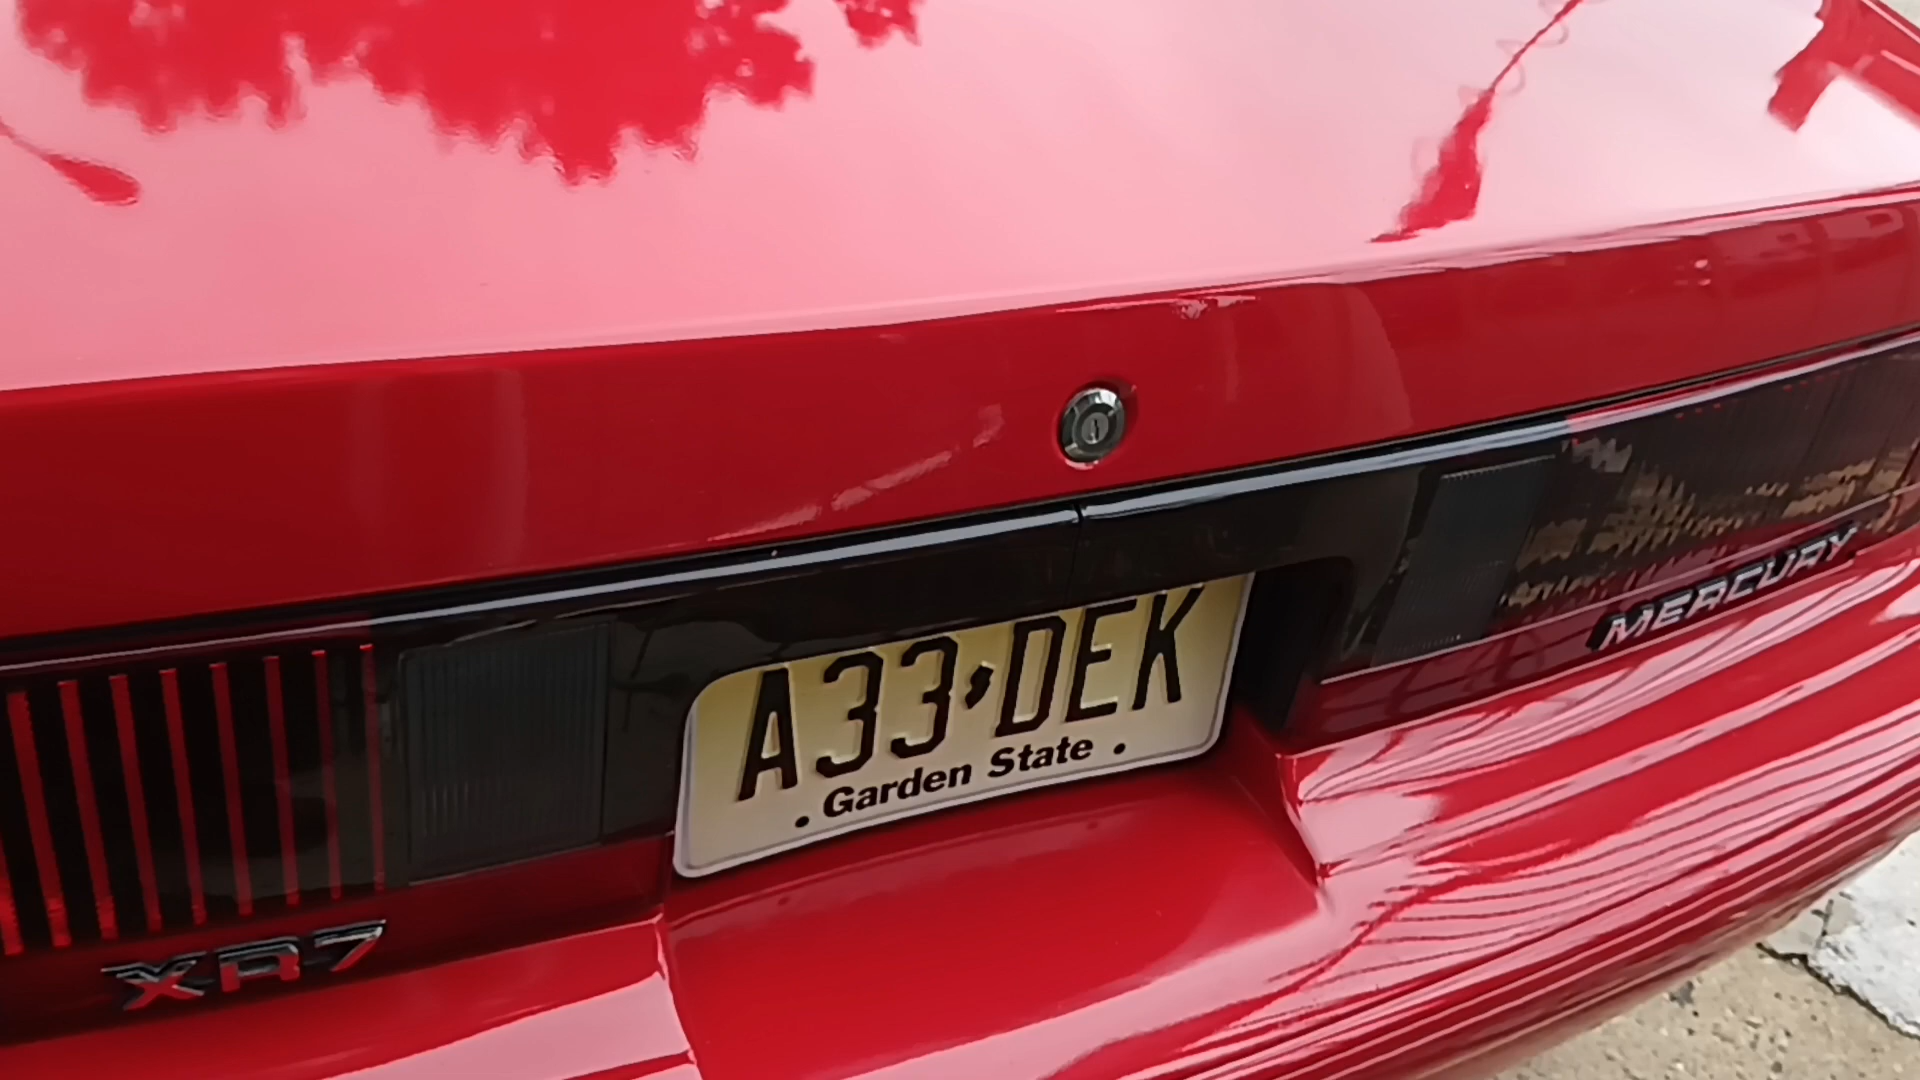 MERCURY
A33•DEK
• Garden State •
XR7